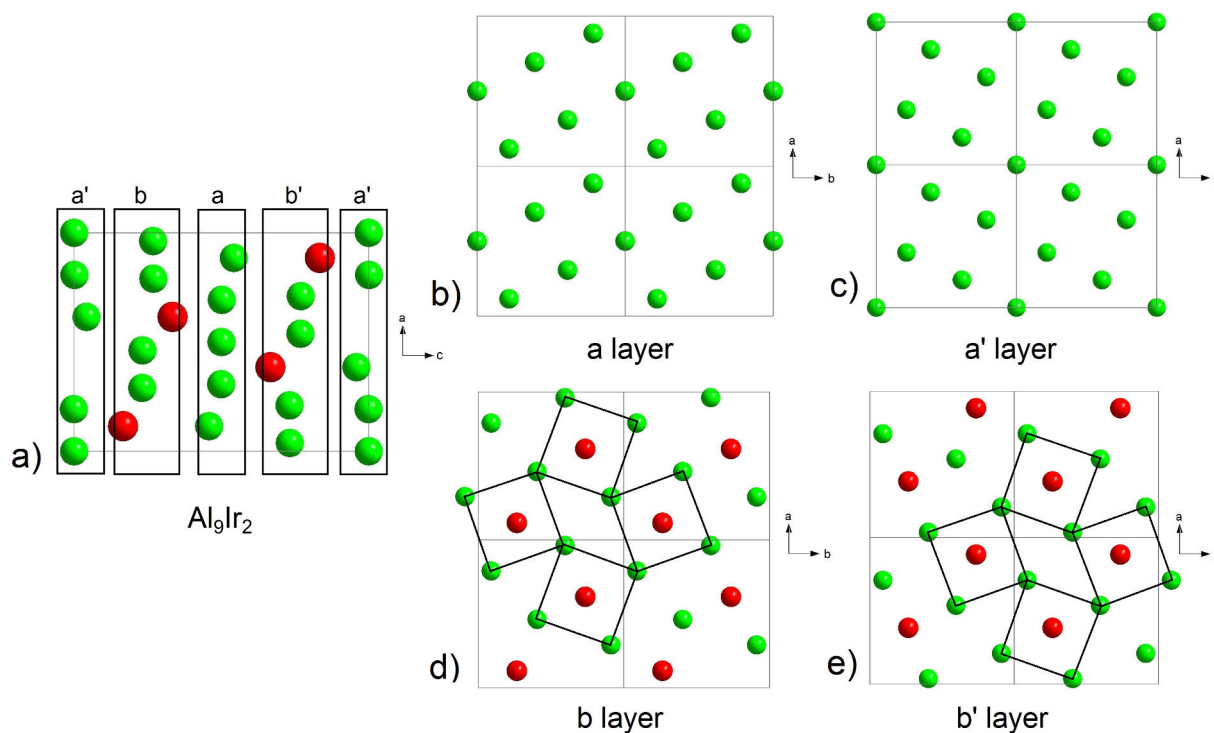 a'
b
a
b'
a'
a
c
a)
Al₉Ir₂
a
b
b)
a layer
a
c)
a' layer
a
b
d)
b layer
a
e)
b' layer